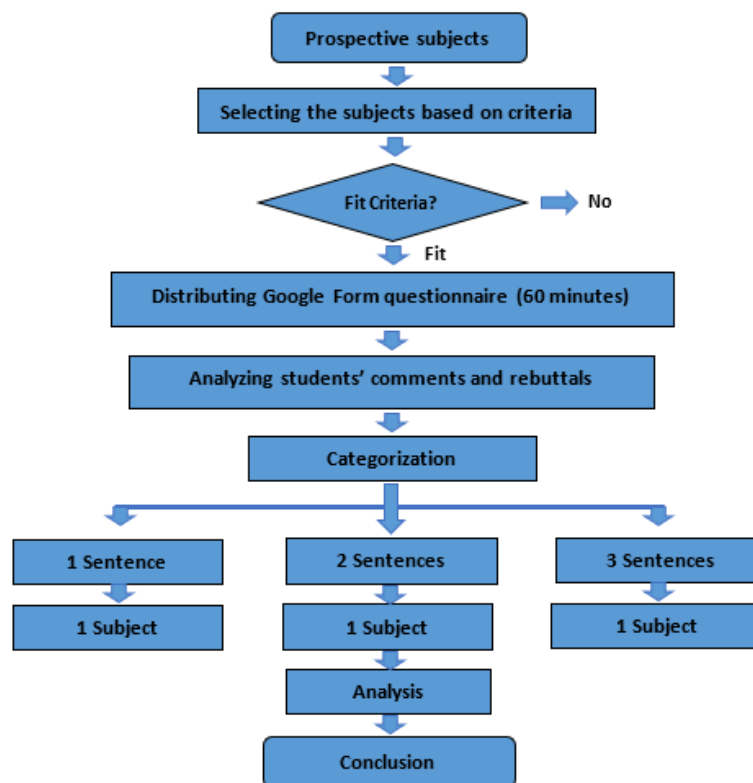 Prospective subjects
Selecting the subjects based on criteria
Fit Criteria?
No
Fit
Distributing Google Form questionnaire (60 minutes)
Analyzing students’ comments and rebuttals
Categorization
1 Sentence
2 Sentences
3 Sentences
1 Subject
1 Subject
1 Subject
Analysis
Conclusion